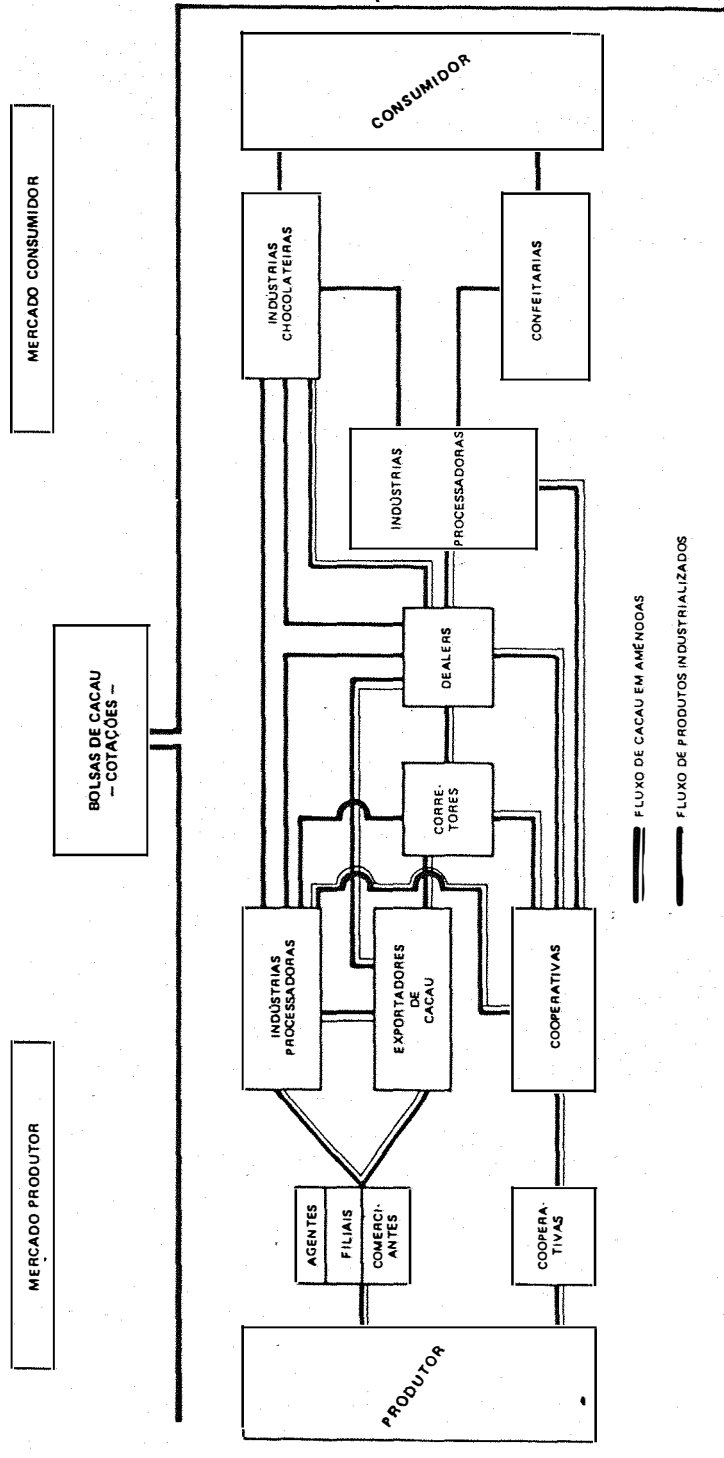 MERCADO PRODUTOR
BOLSAS DE CACAU
— COTAÇÕES —
MERCADO CONSUMIDOR
PRODUTOR
AGENTES
FILIAIS
COMERCI-
ANTES
COOPERA-
TIVAS
INDÚSTRIAS
PROCESSADORAS
EXPORTADORES
DE
CACAU
COOPERATIVAS
CORRE-
TORES
DEALERS
INDÚSTRIAS
PROCESSADORAS
INDÚSTRIAS
CHOCOLATEIRAS
CONFEITARIAS
CONSUMIDOR
FLUXO DE CACAU EM AMÊNDOAS
FLUXO DE PRODUTOS INDUSTRIALIZADOS